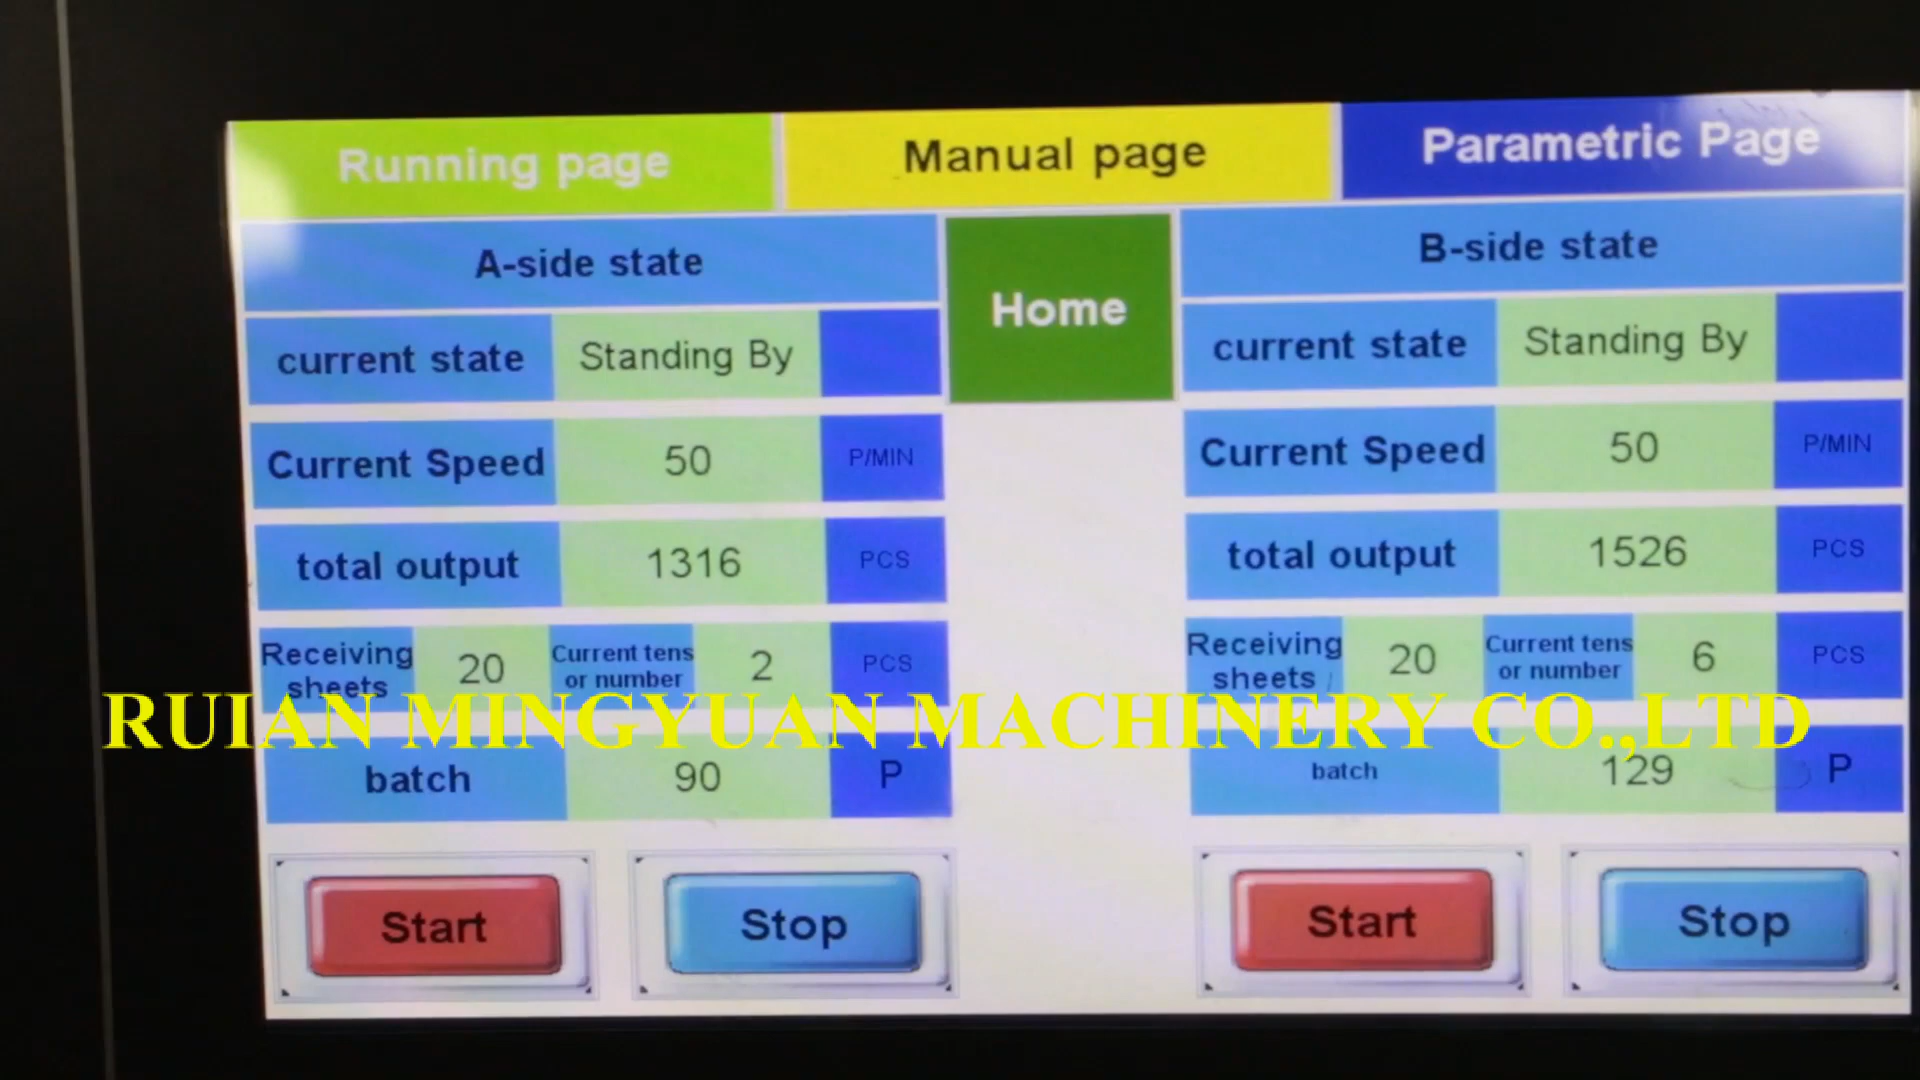 Running page
Manual page
Parametric Page
A-side state
Home
B-side state
current state
Standing By
current state
Standing By
Current Speed
50
P/MIN
Current Speed
50
P/MIN
total output
1316
PCS
total output
1526
PCS
Receiving
sheets
20
Current tens
or number
2
PCS
Receiving
sheets
20
Current tens
or number
6
PCS
RUIAN MINGYUAN MACHINERY CO.,LTD
batch
90
P
batch
129
P
Start
Stop
Start
Stop